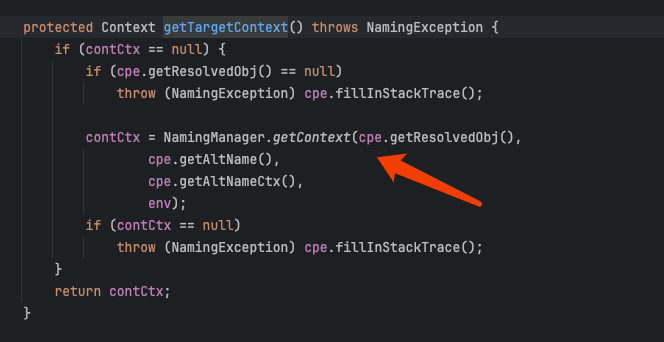 protected Context getTargetContext() throws NamingException {
if (contCtx == null) {
if (cpe.getResolvedObj() == null)
throw (NamingException) cpe.fillInStackTrace();
contCtx = NamingManager.getContext(cpe.getResolvedObj(),
cpe.getAltName(),
cpe.getAltNameCtx(),
env);
if (contCtx == null)
throw (NamingException) cpe.fillInStackTrace();
}
return contCtx;
}